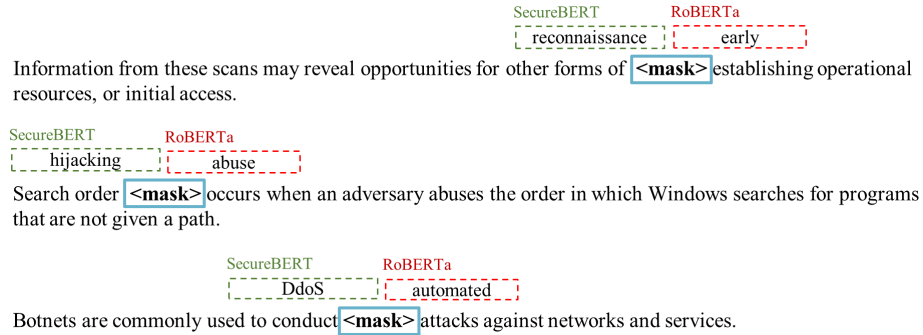 SecureBERT RoBERTa
reconnaissance early
Information from these scans may reveal opportunities for other forms of <mask> establishing operational
resources, or initial access.
SecureBERT RoBERTa
hijacking abuse
Search order <mask> occurs when an adversary abuses the order in which Windows searches for programs
that are not given a path.
SecureBERT RoBERTa
DdoS automated
Botnets are commonly used to conduct <mask> attacks against networks and services.